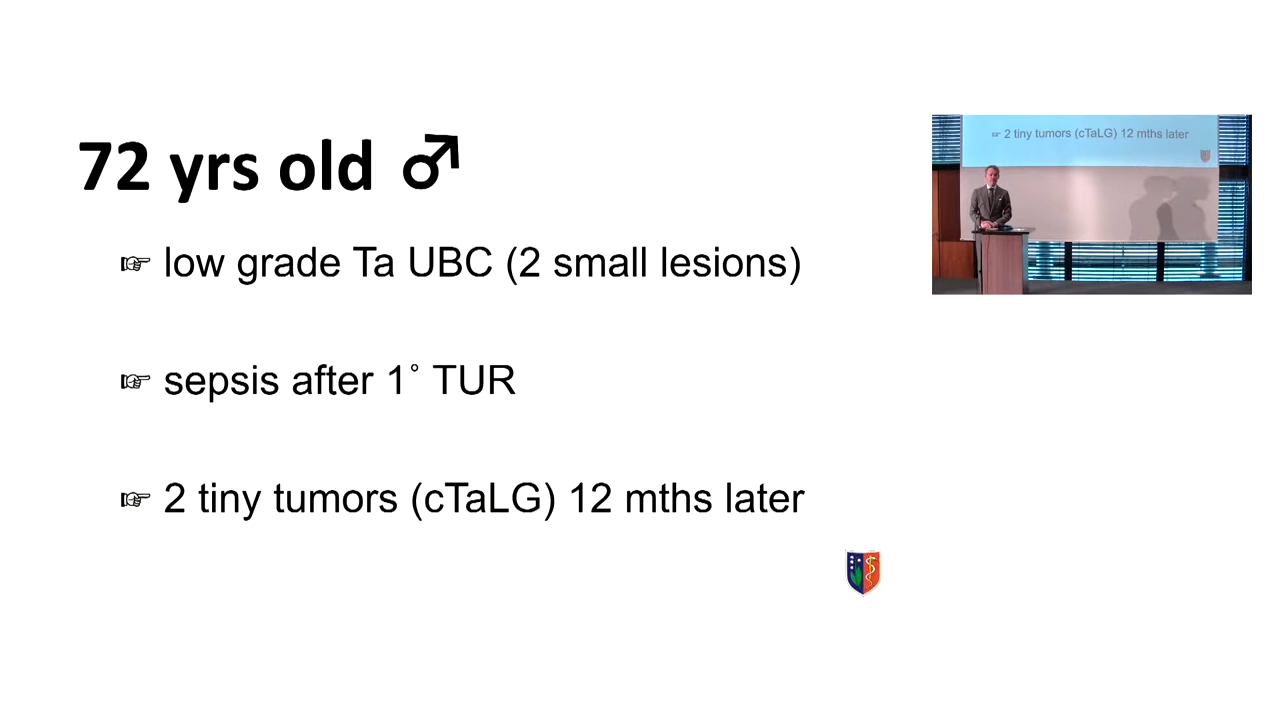 72 yrs old ♂
☞ low grade Ta UBC (2 small lesions)
☞ sepsis after 1° TUR
☞ 2 tiny tumors (cTaLG) 12 mths later
☞ 2 tiny tumors (cTaLG) 12 mths later